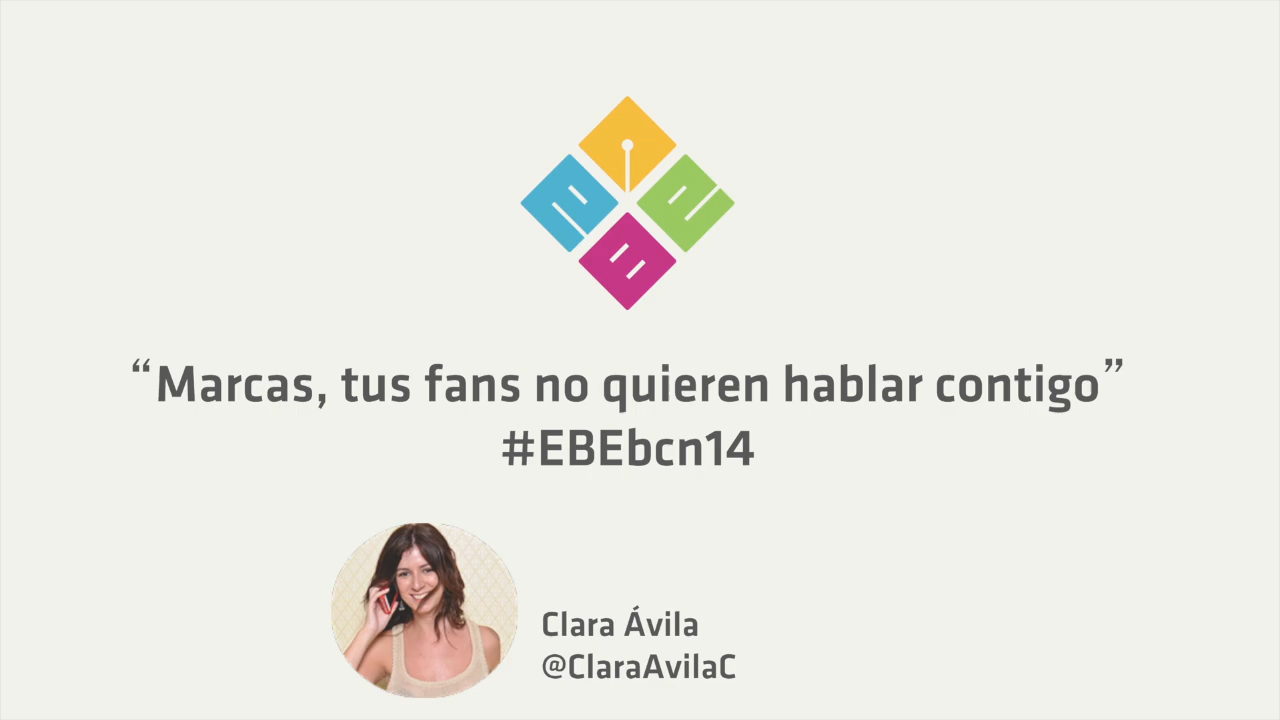 “Marcas, tus fans no quieren hablar contigo”
#EBEbcn14
Clara Ávila
@ClaraAvilaC